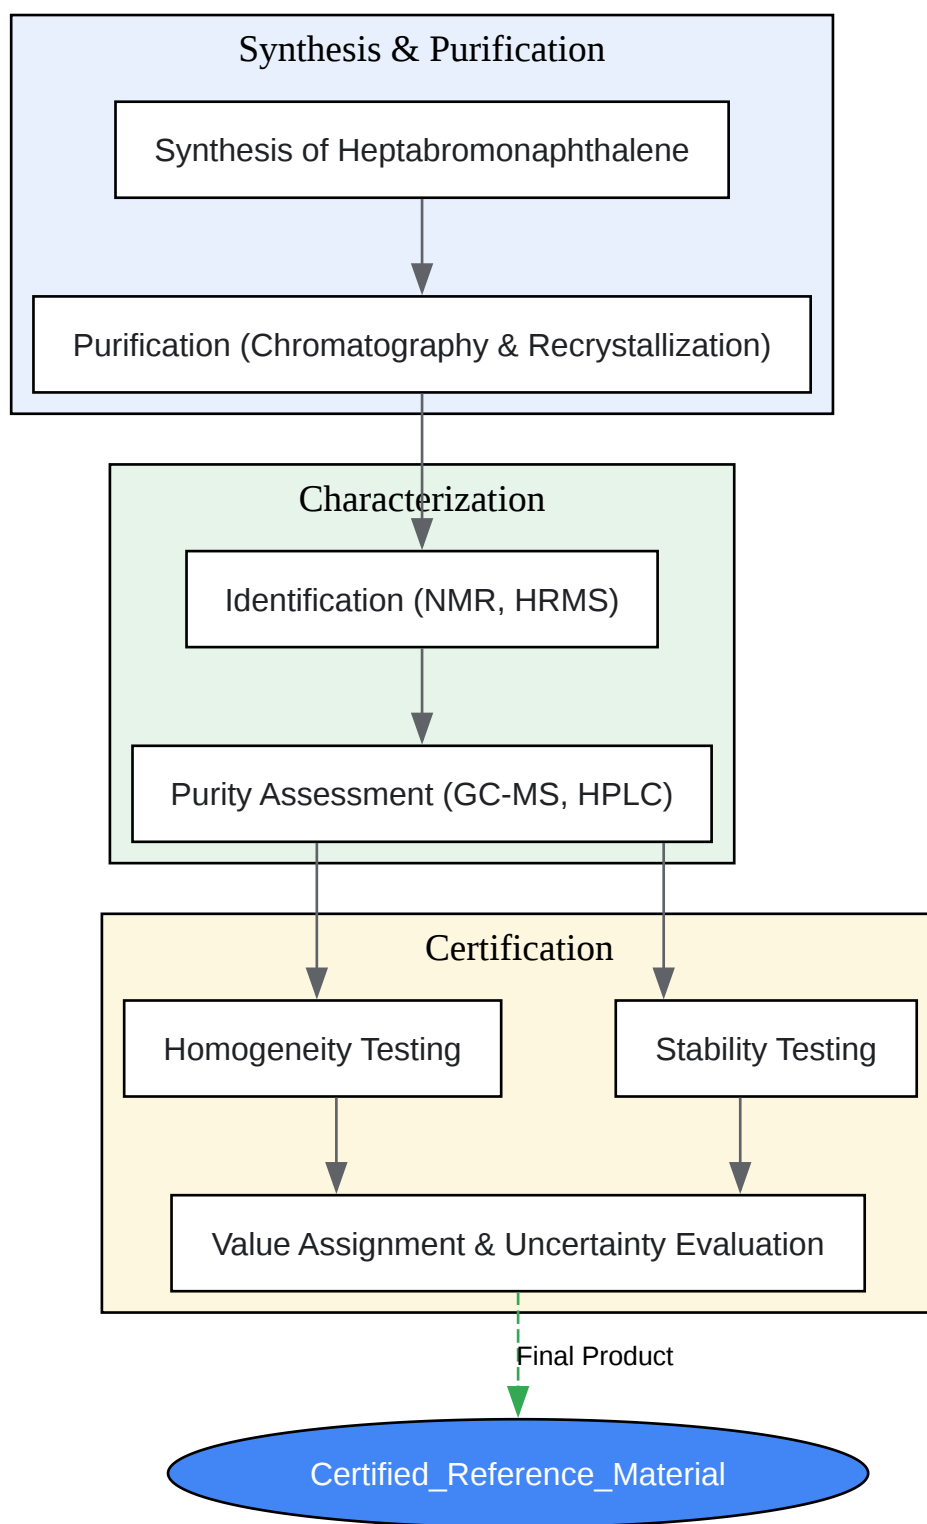 Synthesis & Purification
Synthesis of Heptabromonaphthalene
Purification (Chromatography & Recrystallization)
Characterization
Identification (NMR, HRMS)
Purity Assessment (GC-MS, HPLC)
Certification
Homogeneity Testing
Stability Testing
Value Assignment & Uncertainty Evaluation
Final Product
Certified_Reference_Material